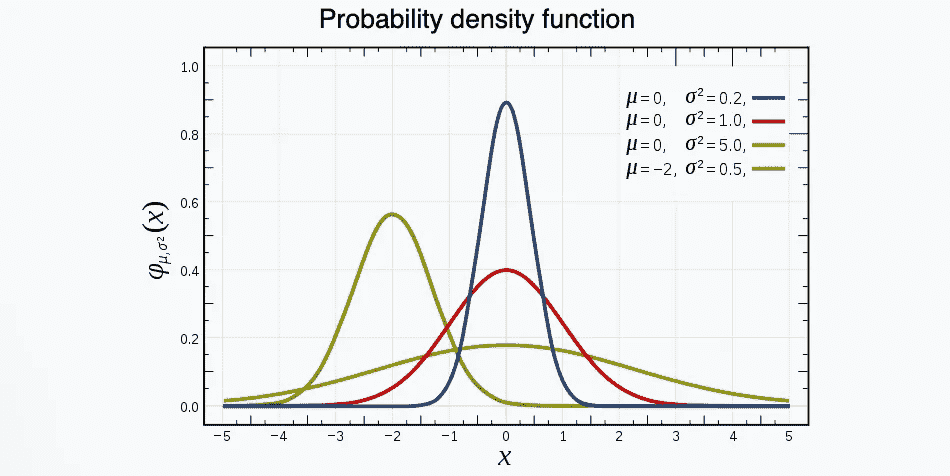 Probability density function
μ=0, σ²=0.2,
μ=0, σ²=1.0,
μ=0, σ²=5.0,
μ=−2, σ²=0.5,
φμ,σ²(x)
1.0
0.8
0.6
0.4
0.2
0.0
−5 −4 −3 −2 −1 0 1 2 3 4 5
x